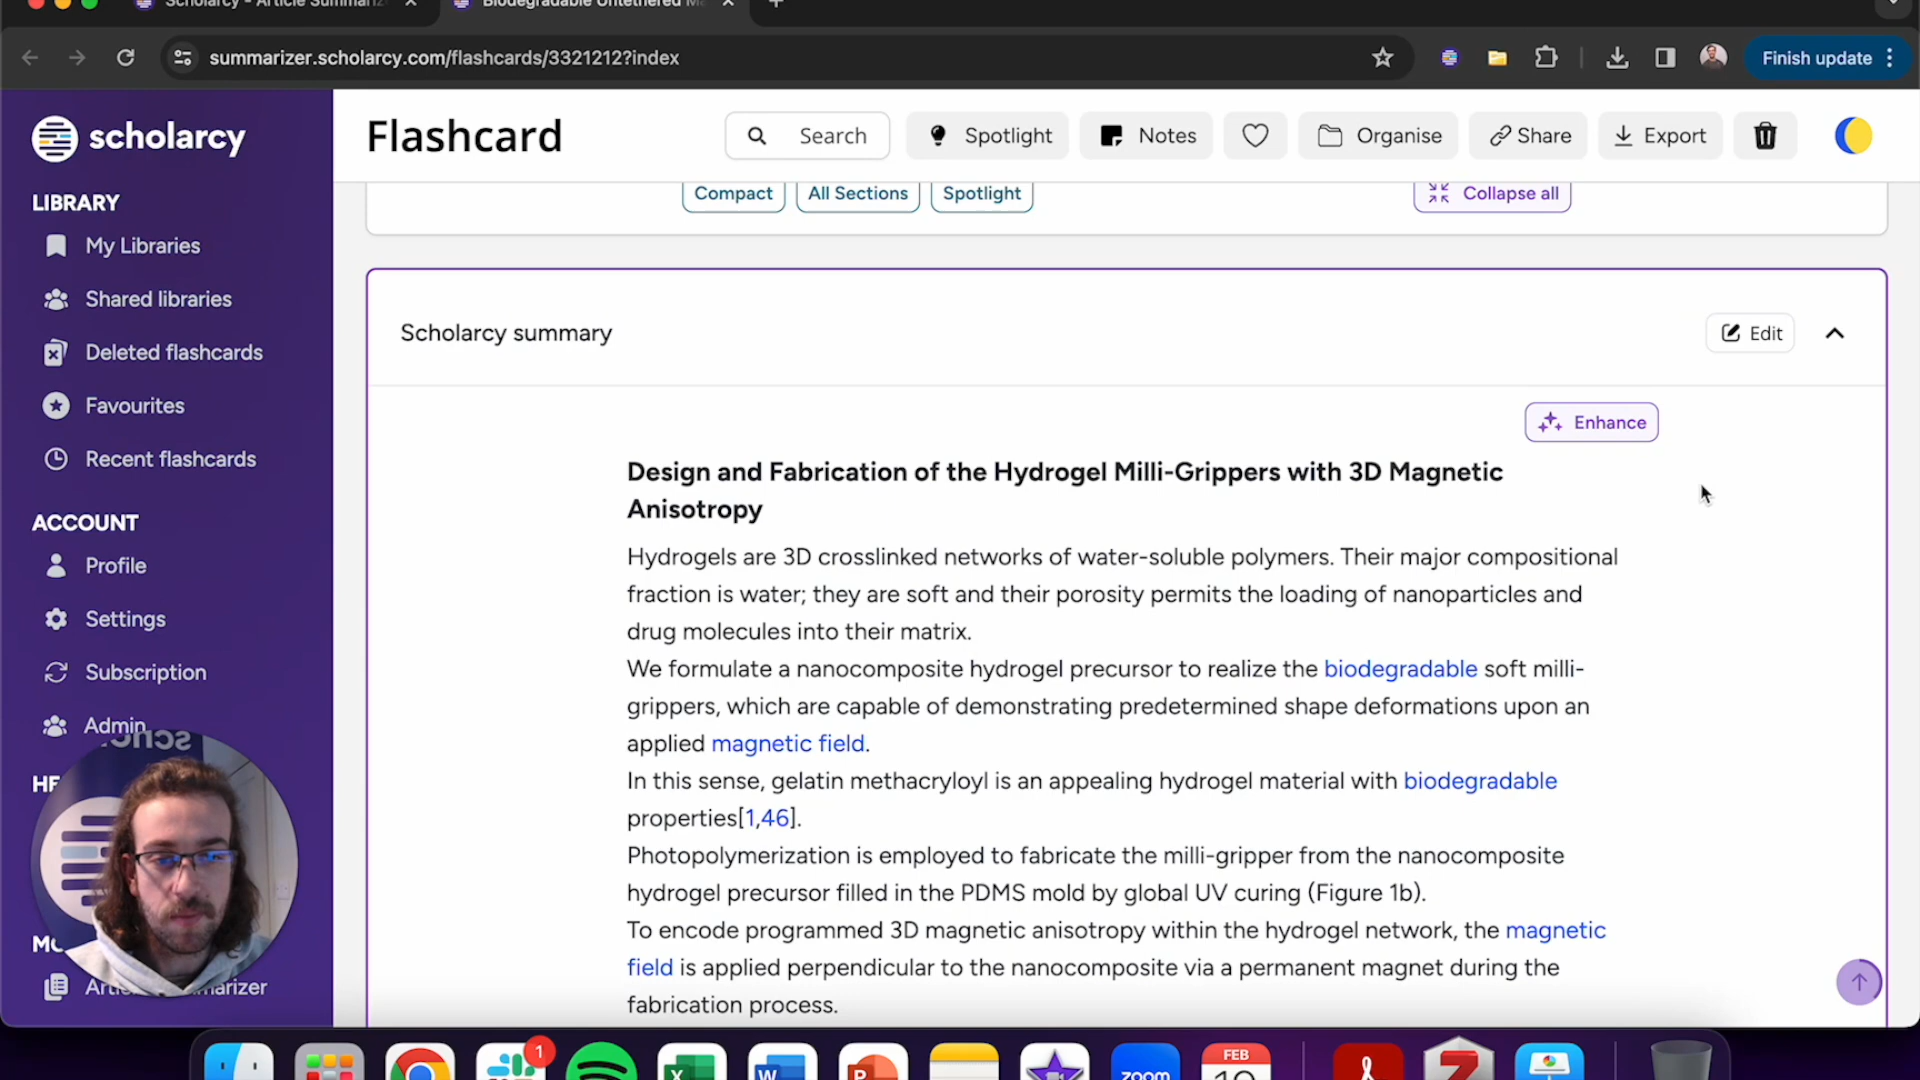 Scholarcy - Article Summariz
Biodegradable Untethered M
summarizer.scholarcy.com/flashcards/3321212?index
Finish update
scholarcy
Flashcard
Search
Spotlight
Notes
Organise
Share
Export
LIBRARY
My Libraries
Shared libraries
Deleted flashcards
Favourites
Recent flashcards
ACCOUNT
Profile
Settings
Subscription
Admin
HE
MO
Compact
All Sections
Spotlight
Collapse all
Scholarcy summary
Edit
Enhance
Design and Fabrication of the Hydrogel Milli-Grippers with 3D Magnetic
Anisotropy
Hydrogels are 3D crosslinked networks of water-soluble polymers. Their major compositional
fraction is water; they are soft and their porosity permits the loading of nanoparticles and
drug molecules into their matrix.
We formulate a nanocomposite hydrogel precursor to realize the biodegradable soft milli-
grippers, which are capable of demonstrating predetermined shape deformations upon an
applied magnetic field.
In this sense, gelatin methacryloyl is an appealing hydrogel material with biodegradable
properties[1,46].
Photopolymerization is employed to fabricate the milli-gripper from the nanocomposite
hydrogel precursor filled in the PDMS mold by global UV curing (Figure 1b).
To encode programmed 3D magnetic anisotropy within the hydrogel network, the magnetic
field is applied perpendicular to the nanocomposite via a permanent magnet during the
fabrication process.
1
W
P
zoom
FEB